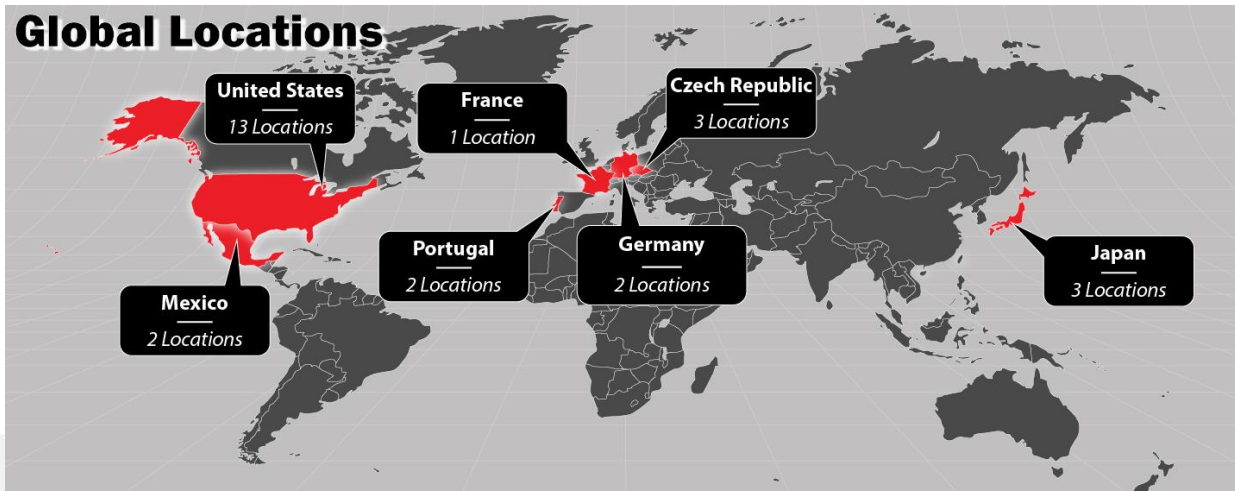 Global Locations
United States
13 Locations
France
1 Location
Czech Republic
3 Locations
Portugal
2 Locations
Germany
2 Locations
Japan
3 Locations
Mexico
2 Locations